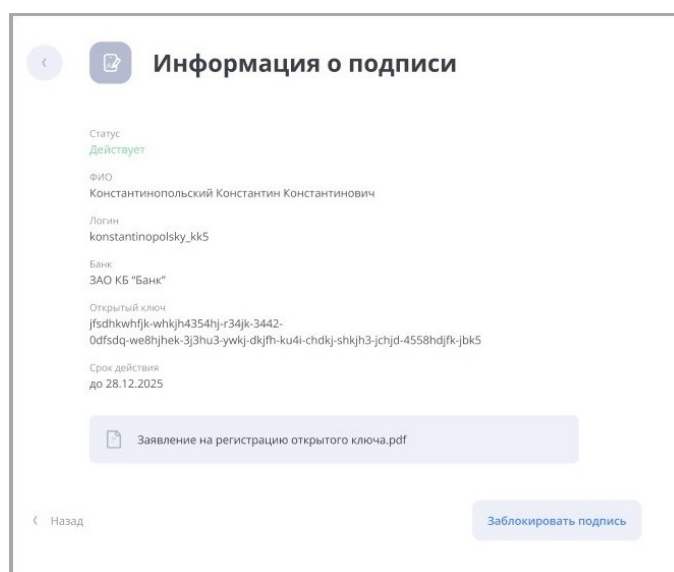 Информация о подписи
Статус
Действует
ФИО
Константинопольский Константин Константинович
Логин
konstantinopolsky_kk5
Банк
ЗАО КБ "Банк"
Открытый ключ
jfsdhkwhfjk-whkjh4354hj-r34jk-3442-
0dfsdq-we8hjhek-3j3hu3-ywkj-dkjfh-ku4i-chdkj-shkjh3-jchjd-4558hdjfk-jbk5
Срок действия
до 28.12.2025
Заявление на регистрацию открытого ключа.pdf
Назад
Заблокировать подпись